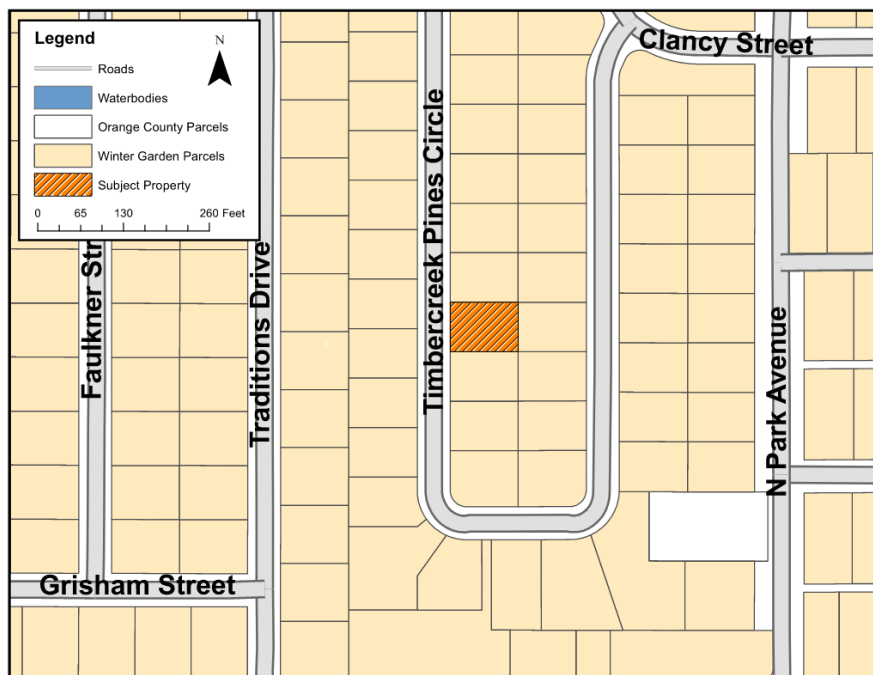 Legend
N
Roads
Waterbodies
Orange County Parcels
Winter Garden Parcels
Subject Property
0 65 130 260 Feet
Clancy Street
Timbercreek Pines Circle
Faulkner Str
Traditions Drive
N Park Avenue
Grisham Street